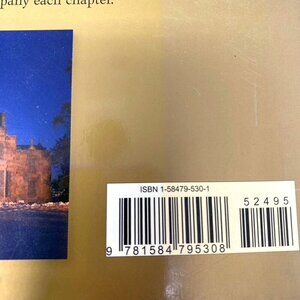 pany each chapter.
ISBN 1-58479-530-1
52495
9 781584 795308